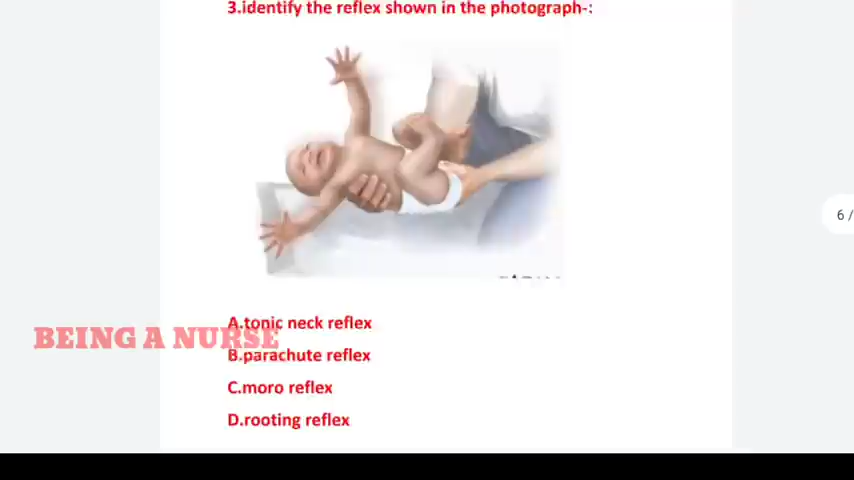 3.identify the reflex shown in the photograph-:
6 /
A.tonic neck reflex
BEING A NURSE
B.parachute reflex
C.moro reflex
D.rooting reflex